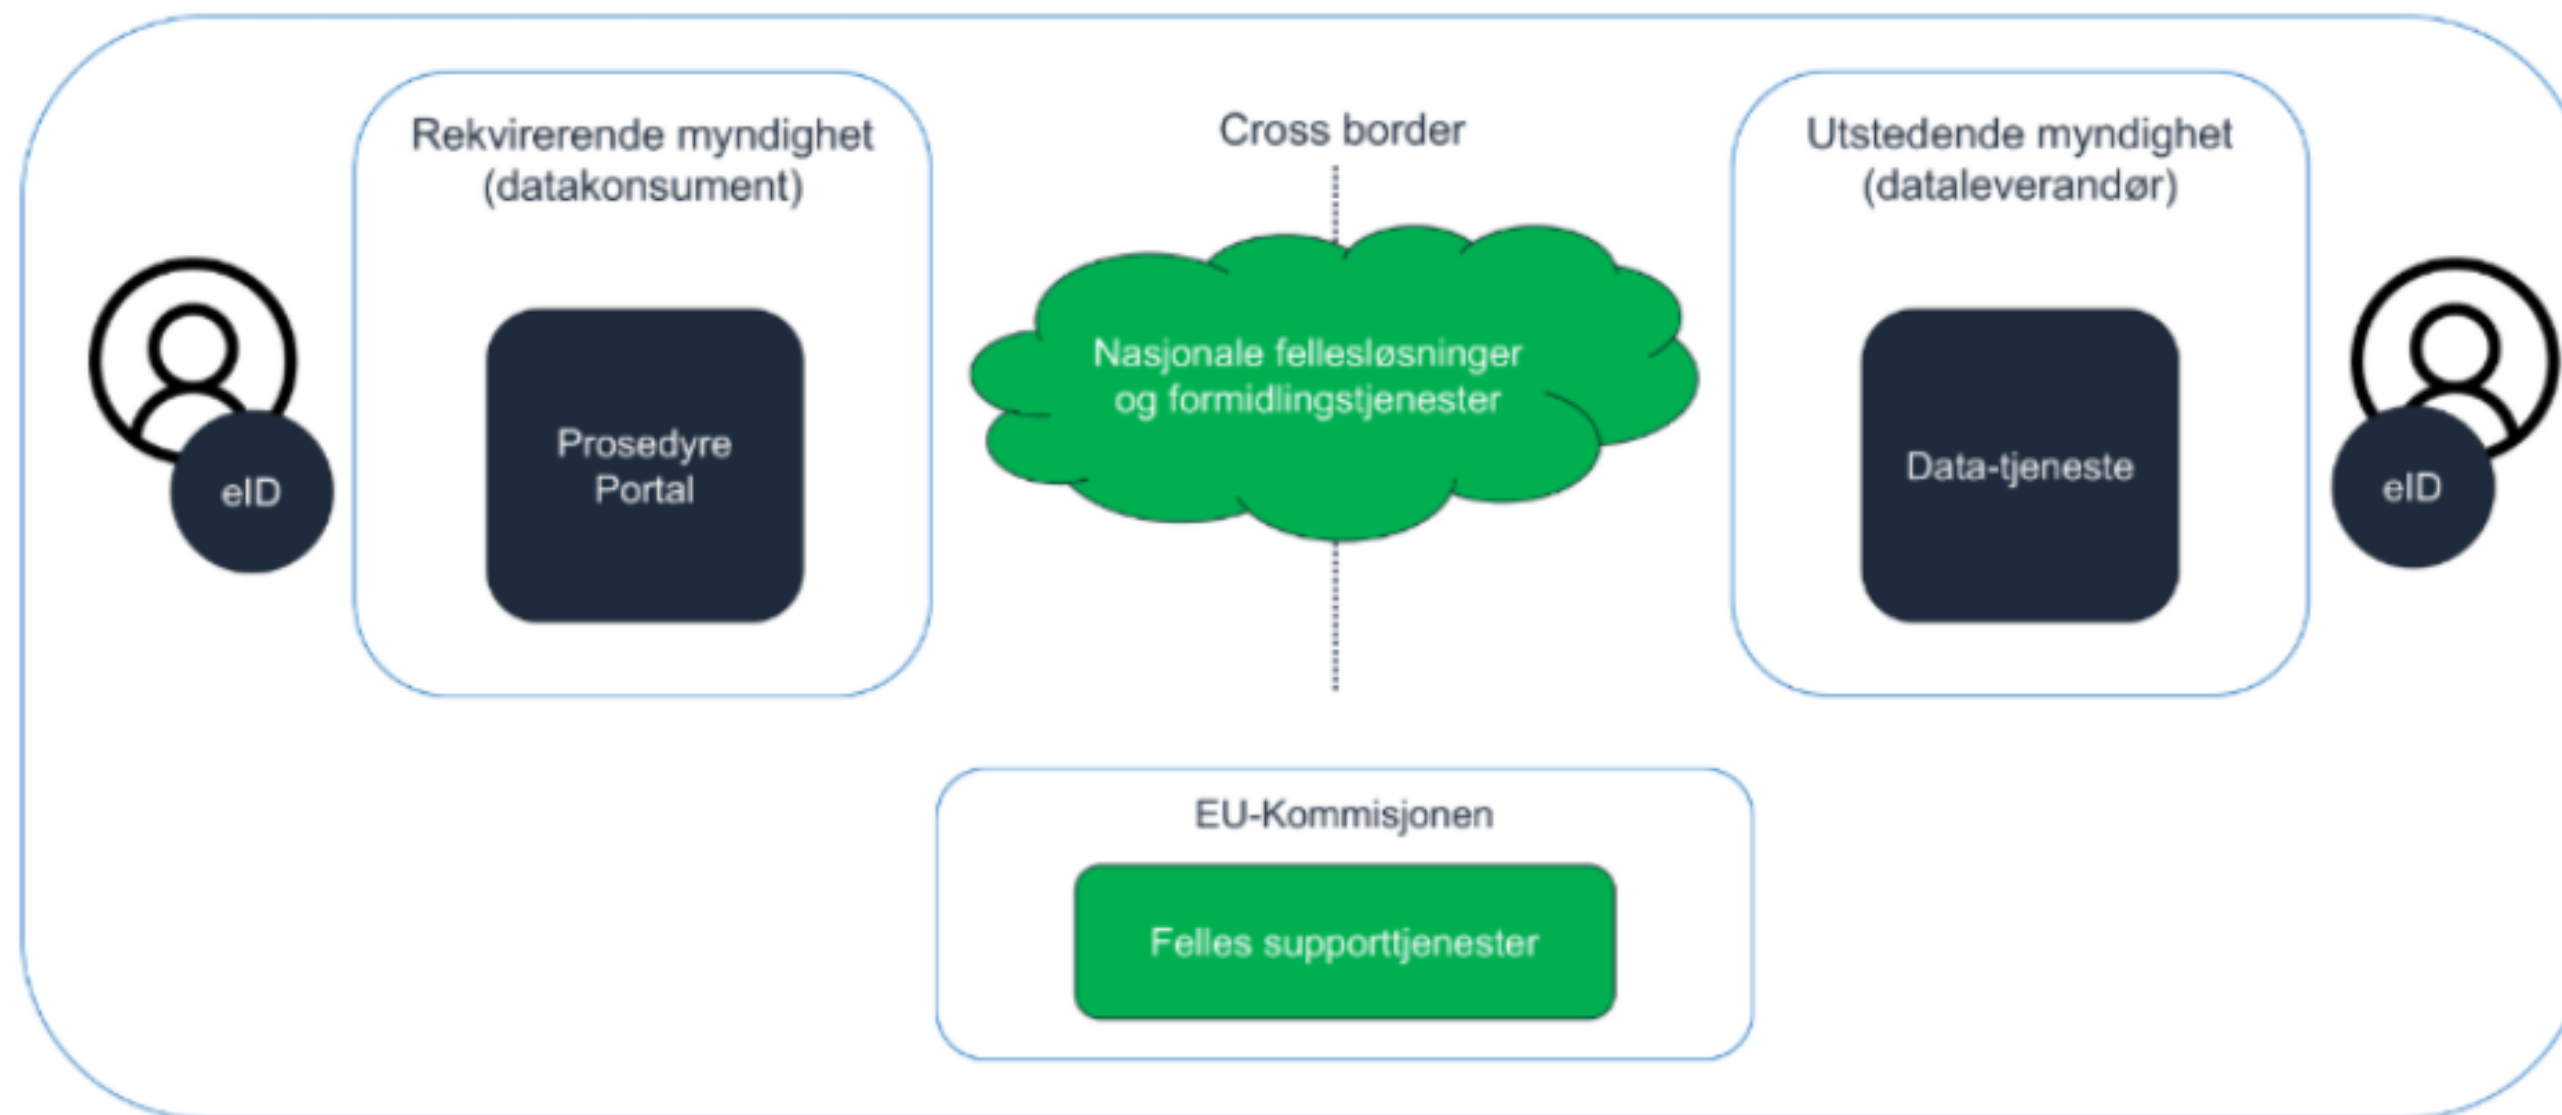 Rekvirerende myndighet
(datakonsument)
Cross border
Utstedende myndighet
(dataleverandør)
eID
Prosedyre
Portal
Nasjonale fellesløsninger
og formidlingstjenester
Data-tjeneste
eID
EU-Kommisjonen
Felles supporttjenester